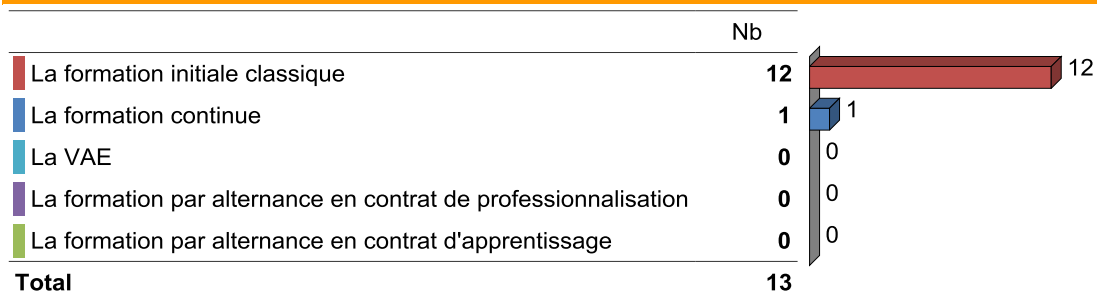 Nb
La formation initiale classique 12 12
La formation continue 1 1
La VAE 0 0
La formation par alternance en contrat de professionnalisation 0 0
La formation par alternance en contrat d'apprentissage 0 0
Total 13